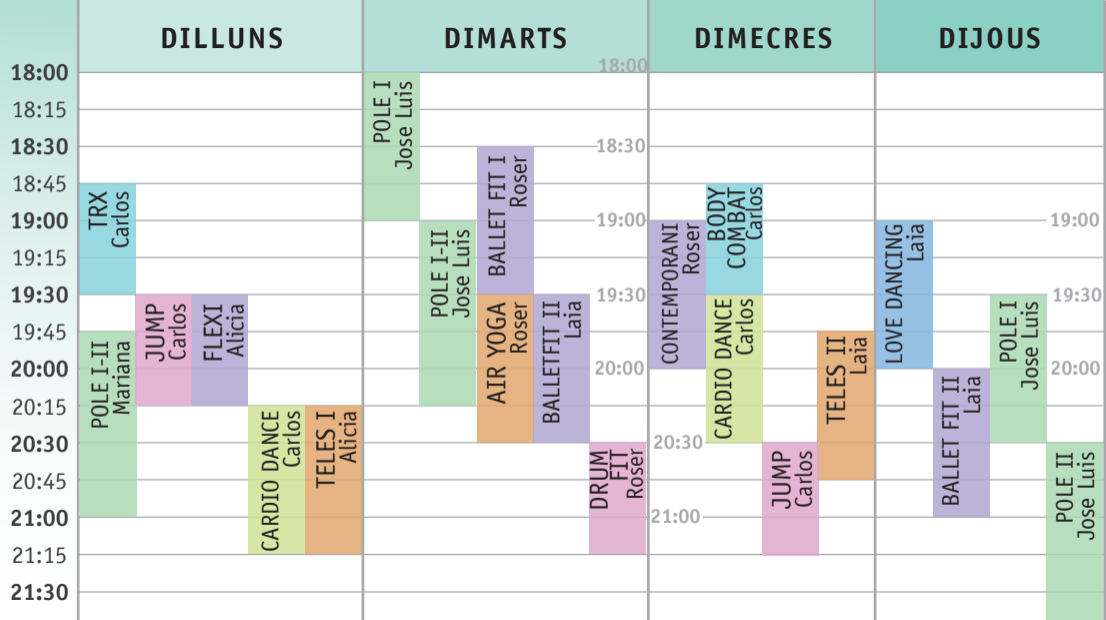 DILLUNS
DIMARTS
DIMECRES
DIJOUS
18:00
18:15
18:30
18:45
19:00
19:15
19:30
19:45
20:00
20:15
20:30
20:45
21:00
21:15
21:30
TRX
Carlos
POLE I-II
Mariana
JUMP
Carlos
FLEXI
Alicia
CARDIO DANCE
Carlos
TELES I
Alicia
POLE I
Jose Luis
POLE I-II
Jose Luis
BALLET FIT I
Roser
AIR YOGA
Roser
BALLETFIT II
Laia
DRUM
FIT
Roser
18:00
18:30
19:00
19:30
20:00
20:30
21:00
CONTEMPORANI
Roser
BODY
COMBAT
Carlos
CARDIO DANCE
Carlos
JUMP
Carlos
TELES II
Laia
LOVE DANCING
Laia
BALLET FIT II
Laia
POLE I
Jose Luis
POLE II
Jose Luis
19:00
19:30
20:00